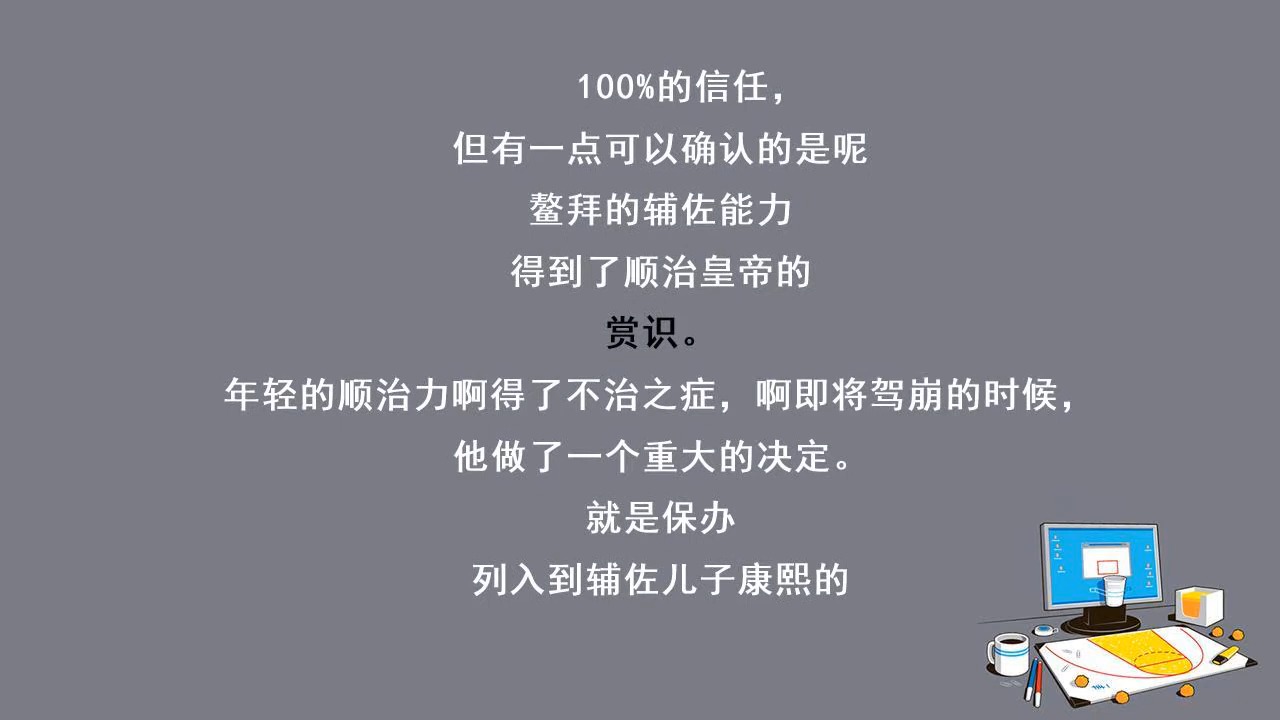 100%的信任，
但有一点可以确认的是呢
鳌拜的辅佐能力
得到了顺治皇帝的
赏识。
年轻的顺治力啊得了不治之症，啊即将驾崩的时候，
他做了一个重大的决定。
就是保办
列入到辅佐儿子康熙的